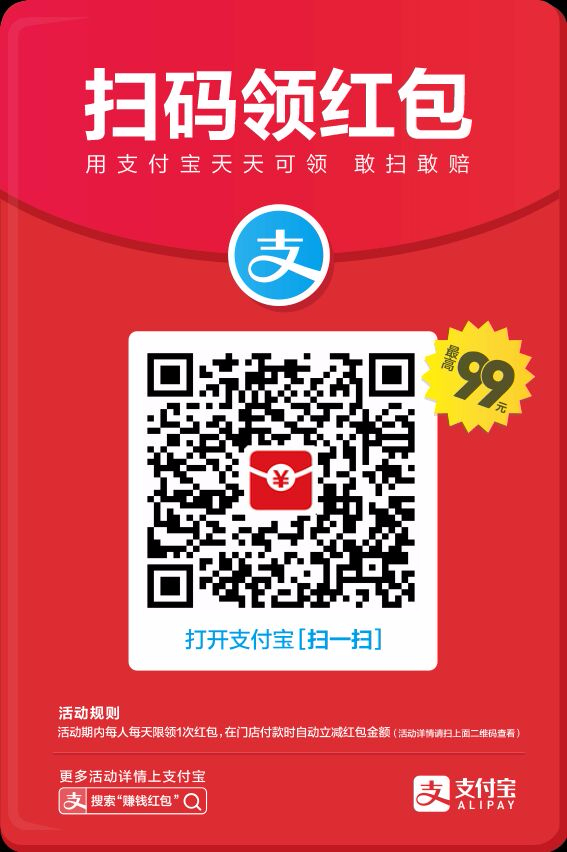 扫码领红包
用支付宝天天可领 敢扫敢赔
支
最高99元
¥
打开支付宝[扫一扫]
活动规则
活动期内每人每天限领1次红包,在门店付款时自动立减红包金额(活动详情请扫上面二维码查看)
更多活动详情上支付宝
支 搜索“赚钱红包”
支 支付宝
ALIPAY